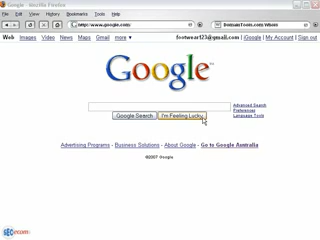 Google - Mozilla Firefox
File Edit View History Bookmarks Tools Help
http://www.google.com/
DomainTools.com/Whois
Web Images Video News Maps Gmail more ▼
footwear123@gmail.com | iGoogle | My Account | Sign out
Google
Advanced Search
Preferences
Language Tools
Google Search I'm Feeling Lucky
Advertising Programs - Business Solutions - About Google - Go to Google Australia
©2007 Google
SEOecom